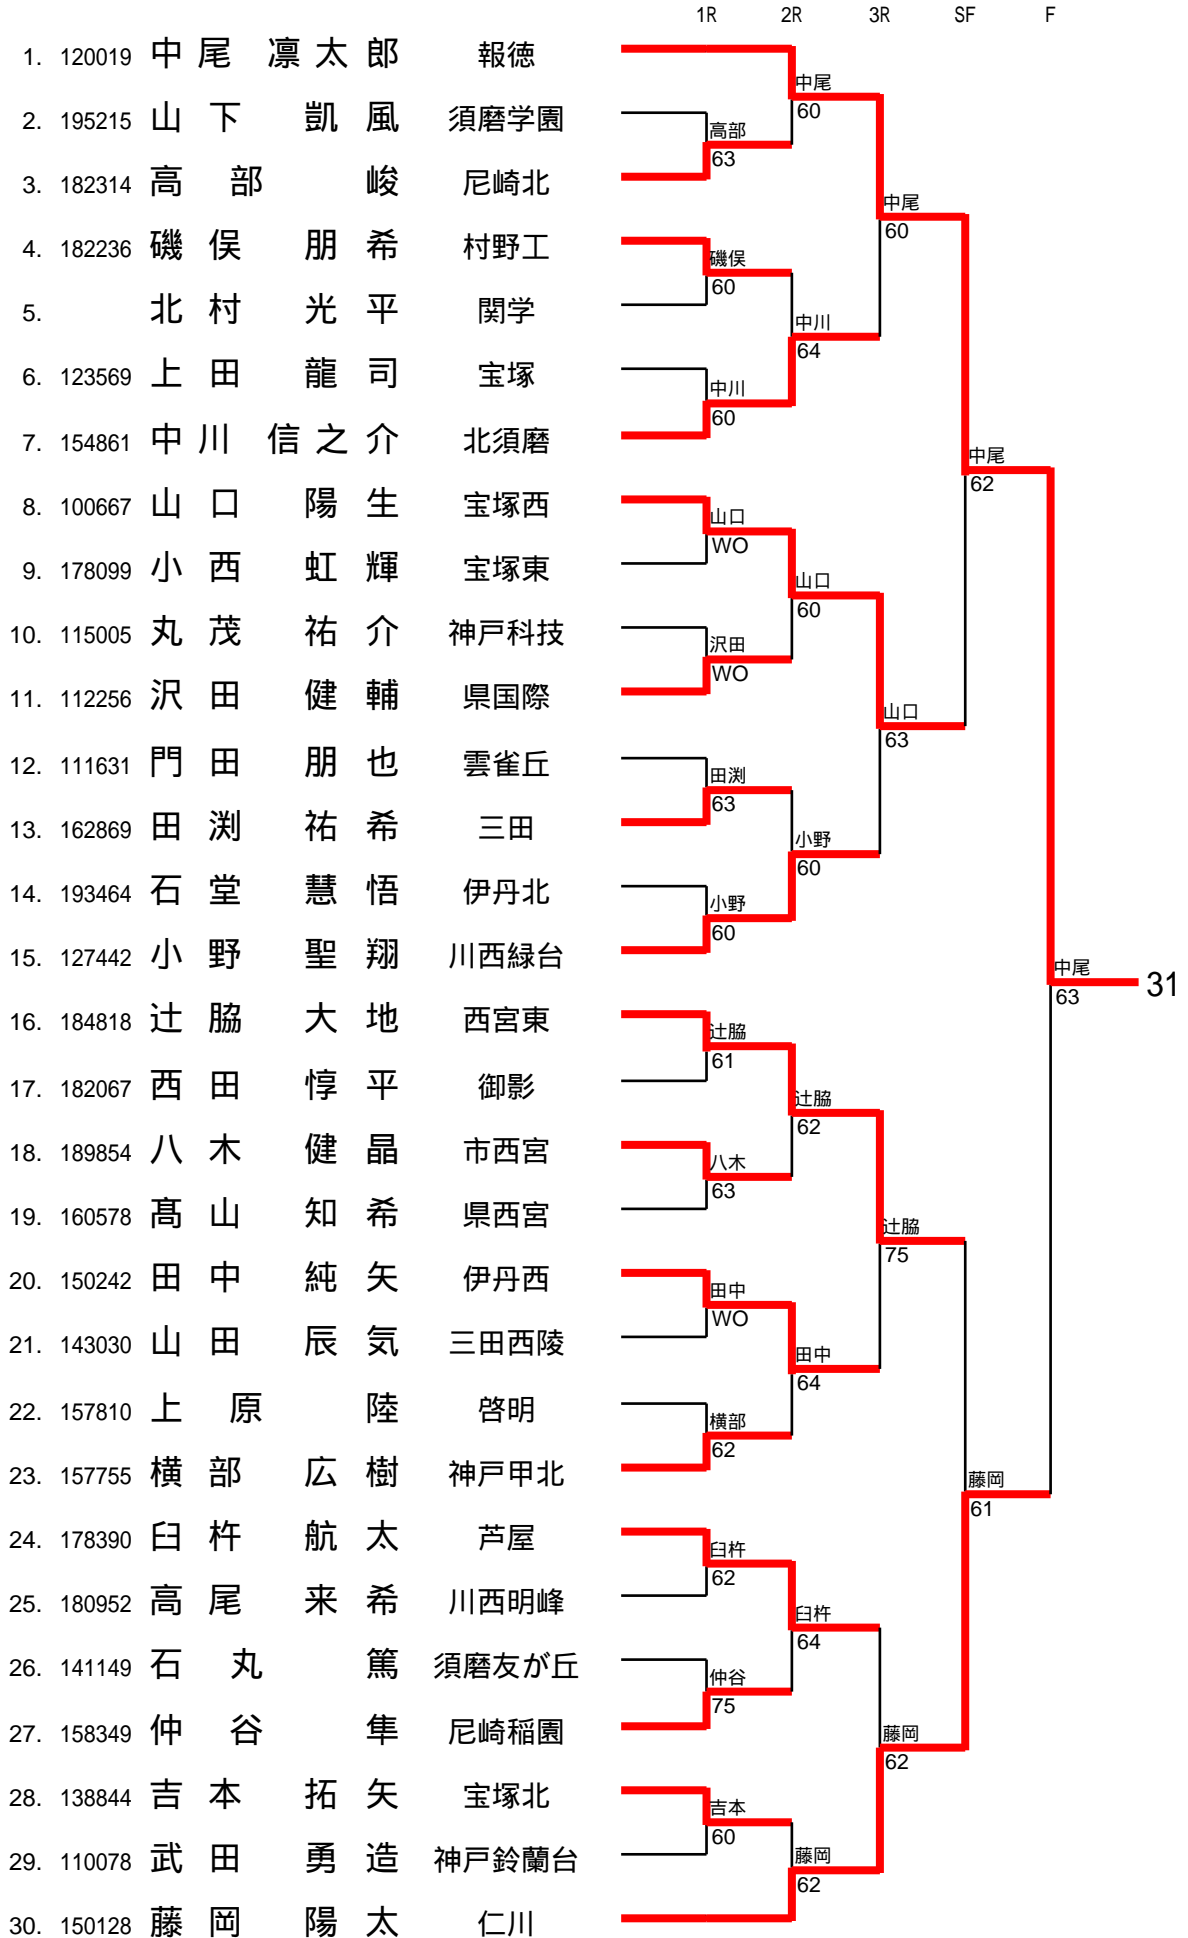 1R 2R 3R SF F
1. 120019 中尾 凛太郎 報徳
中尾
60
2. 195215 山下 凱風 須磨学園
高部
63
3. 182314 高部 峻 尼崎北
中尾
60
4. 182236 磯俣 朋希 村野工
磯俣
60
5. 北村 光平 関学
中川
64
6. 123569 上田 龍司 宝塚
中川
60
7. 154861 中川 信之介 北須磨
中尾
62
8. 100667 山口 陽生 宝塚西
山口
WO
9. 178099 小西 虹輝 宝塚東
山口
60
10. 115005 丸茂 祐介 神戸科技
沢田
WO
11. 112256 沢田 健輔 県国際
山口
63
12. 111631 門田 朋也 雲雀丘
田渕
63
13. 162869 田渕 祐希 三田
小野
60
14. 193464 石堂 慧悟 伊丹北
小野
60
15. 127442 小野 聖翔 川西緑台
中尾
63
31
16. 184818 辻脇 大地 西宮東
辻脇
61
17. 182067 西田 惇平 御影
辻脇
62
18. 189854 八木 健晶 市西宮
八木
63
19. 160578 髙山 知希 県西宮
辻脇
75
20. 150242 田中 純矢 伊丹西
田中
WO
21. 143030 山田 辰気 三田西陵
田中
64
22. 157810 上原 陸 啓明
横部
62
23. 157755 横部 広樹 神戸甲北
藤岡
61
24. 178390 臼杵 航太 芦屋
臼杵
62
25. 180952 高尾 来希 川西明峰
臼杵
64
26. 141149 石丸 篤 須磨友が丘
仲谷
75
27. 158349 仲谷 隼 尼崎稲園
藤岡
62
28. 138844 吉本 拓矢 宝塚北
吉本
60
29. 110078 武田 勇造 神戸鈴蘭台
藤岡
62
30. 150128 藤岡 陽太 仁川